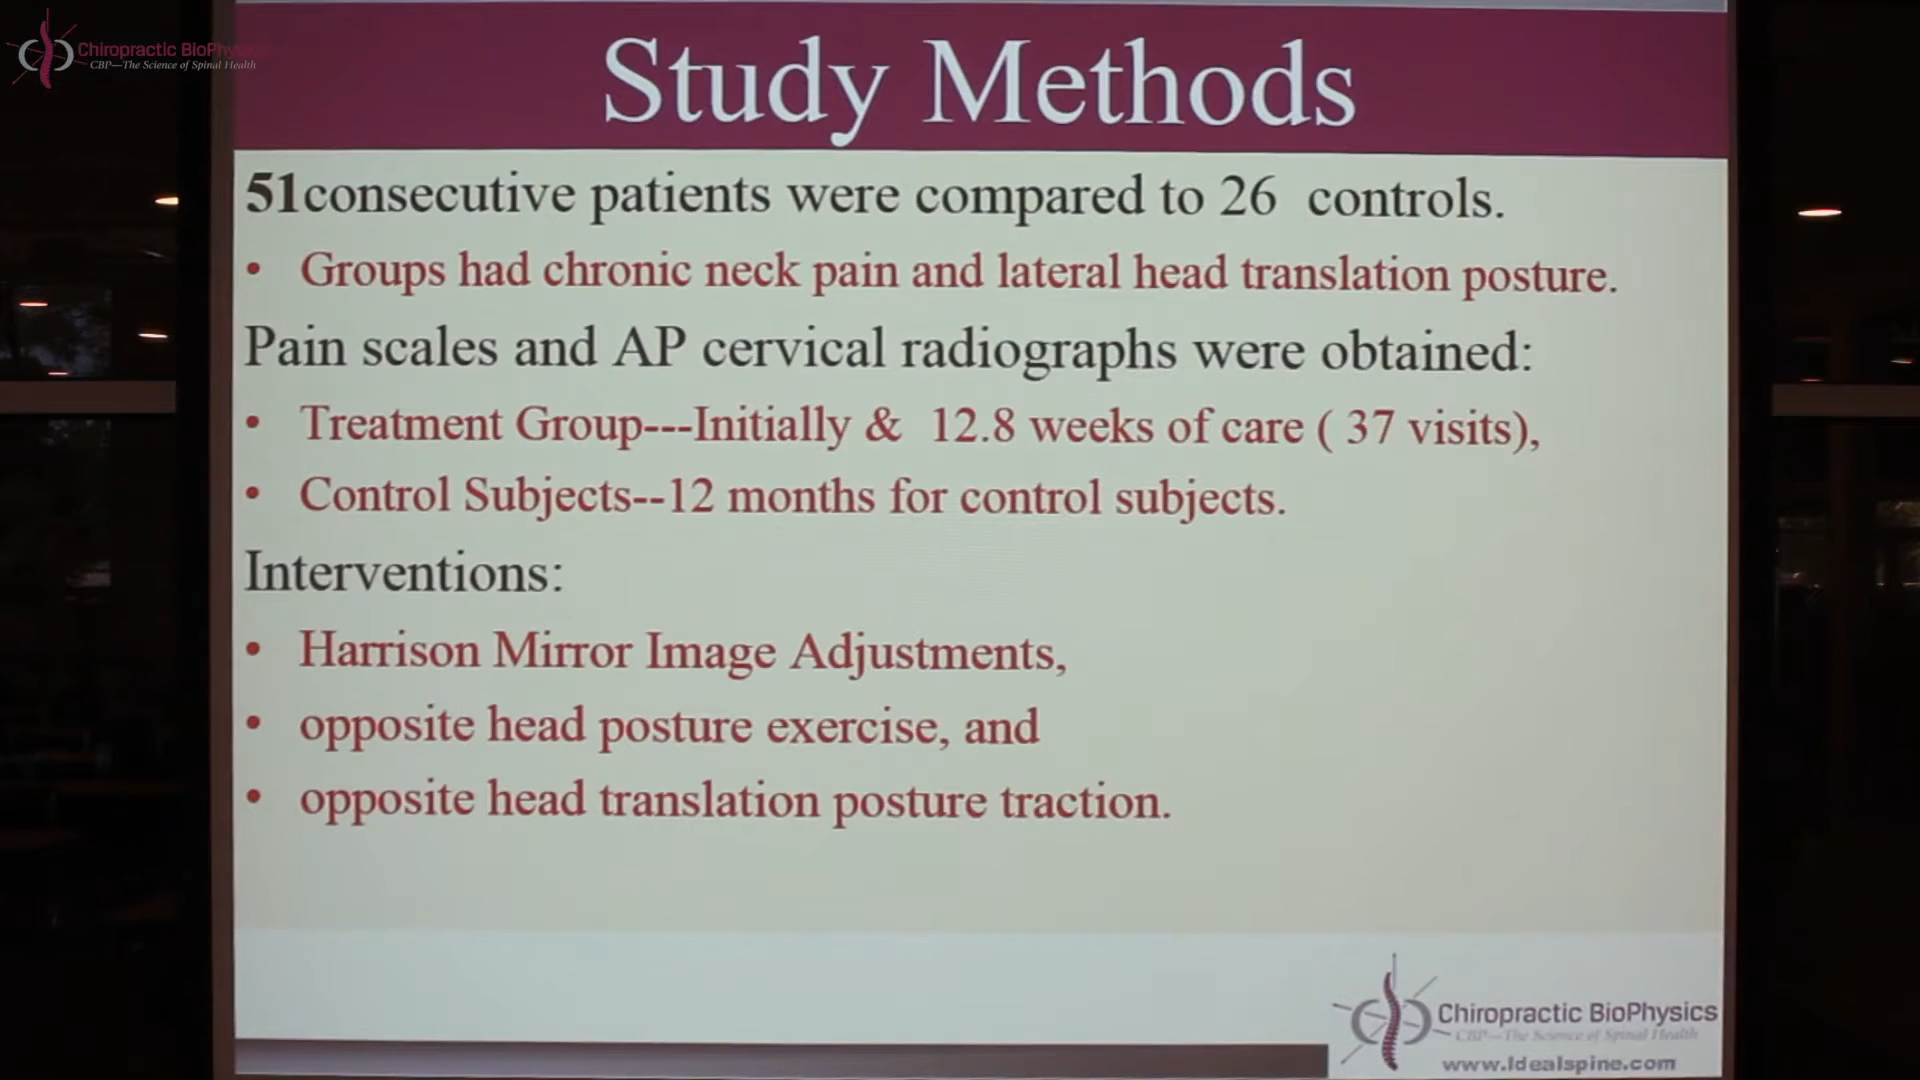 Chiropractic BioPhysics
CBP—The Science of Spinal Health
Study Methods
51consecutive patients were compared to 26 controls.
• Groups had chronic neck pain and lateral head translation posture.
Pain scales and AP cervical radiographs were obtained:
• Treatment Group---Initially & 12.8 weeks of care ( 37 visits),
• Control Subjects--12 months for control subjects.
Interventions:
• Harrison Mirror Image Adjustments,
• opposite head posture exercise, and
• opposite head translation posture traction.
Chiropractic BioPhysics
CBP—The Science of Spinal Health
www.Idealspine.com